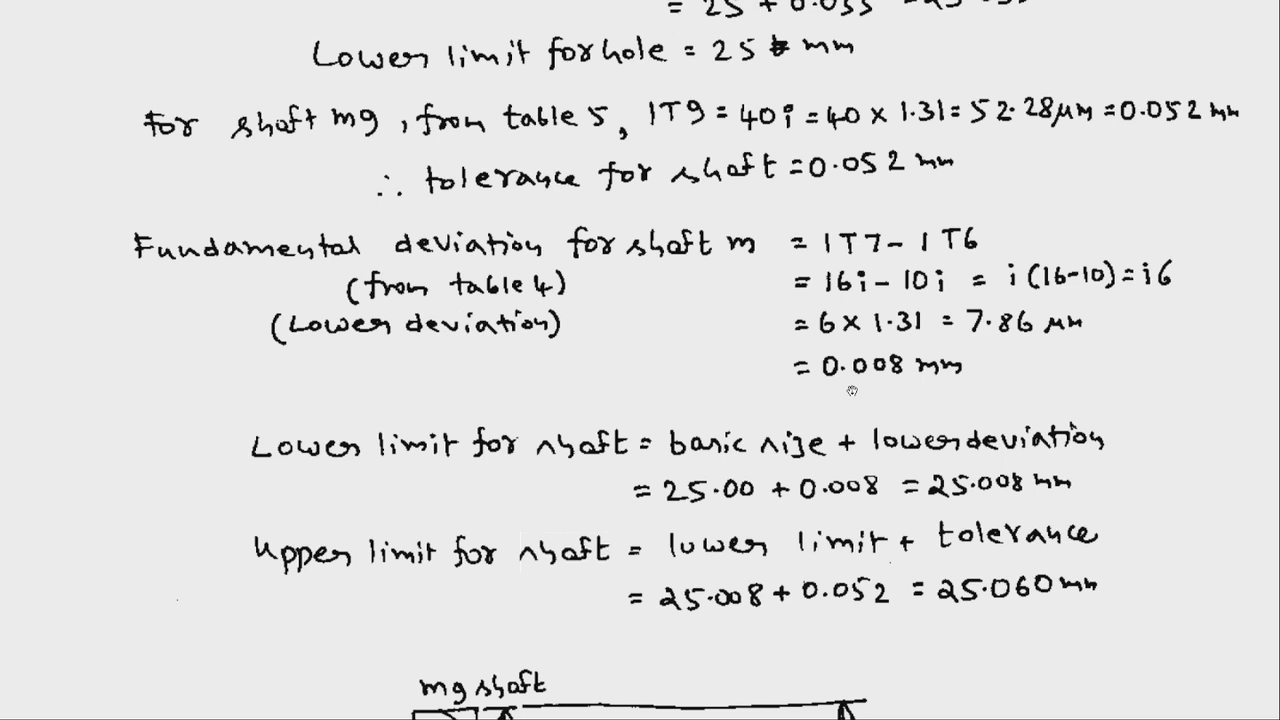 = 25 + 0.033
Lower limit for hole = 25 mm
For shaft m9, from table 5, IT9 = 40i = 40 x 1.31 = 52.28μm = 0.052 mm
∴ tolerance for shaft = 0.052 mm
Fundamental deviation for shaft m = IT7 - IT6
(from table 4) = 16i - 10i = i(16-10) = i6
(Lower deviation) = 6 x 1.31 = 7.86 μm
= 0.008 mm
Lower limit for shaft = basic size + lower deviation
= 25.00 + 0.008 = 25.008 mm
Upper limit for shaft = lower limit + tolerance
= 25.008 + 0.052 = 25.060 mm
m9 shaft